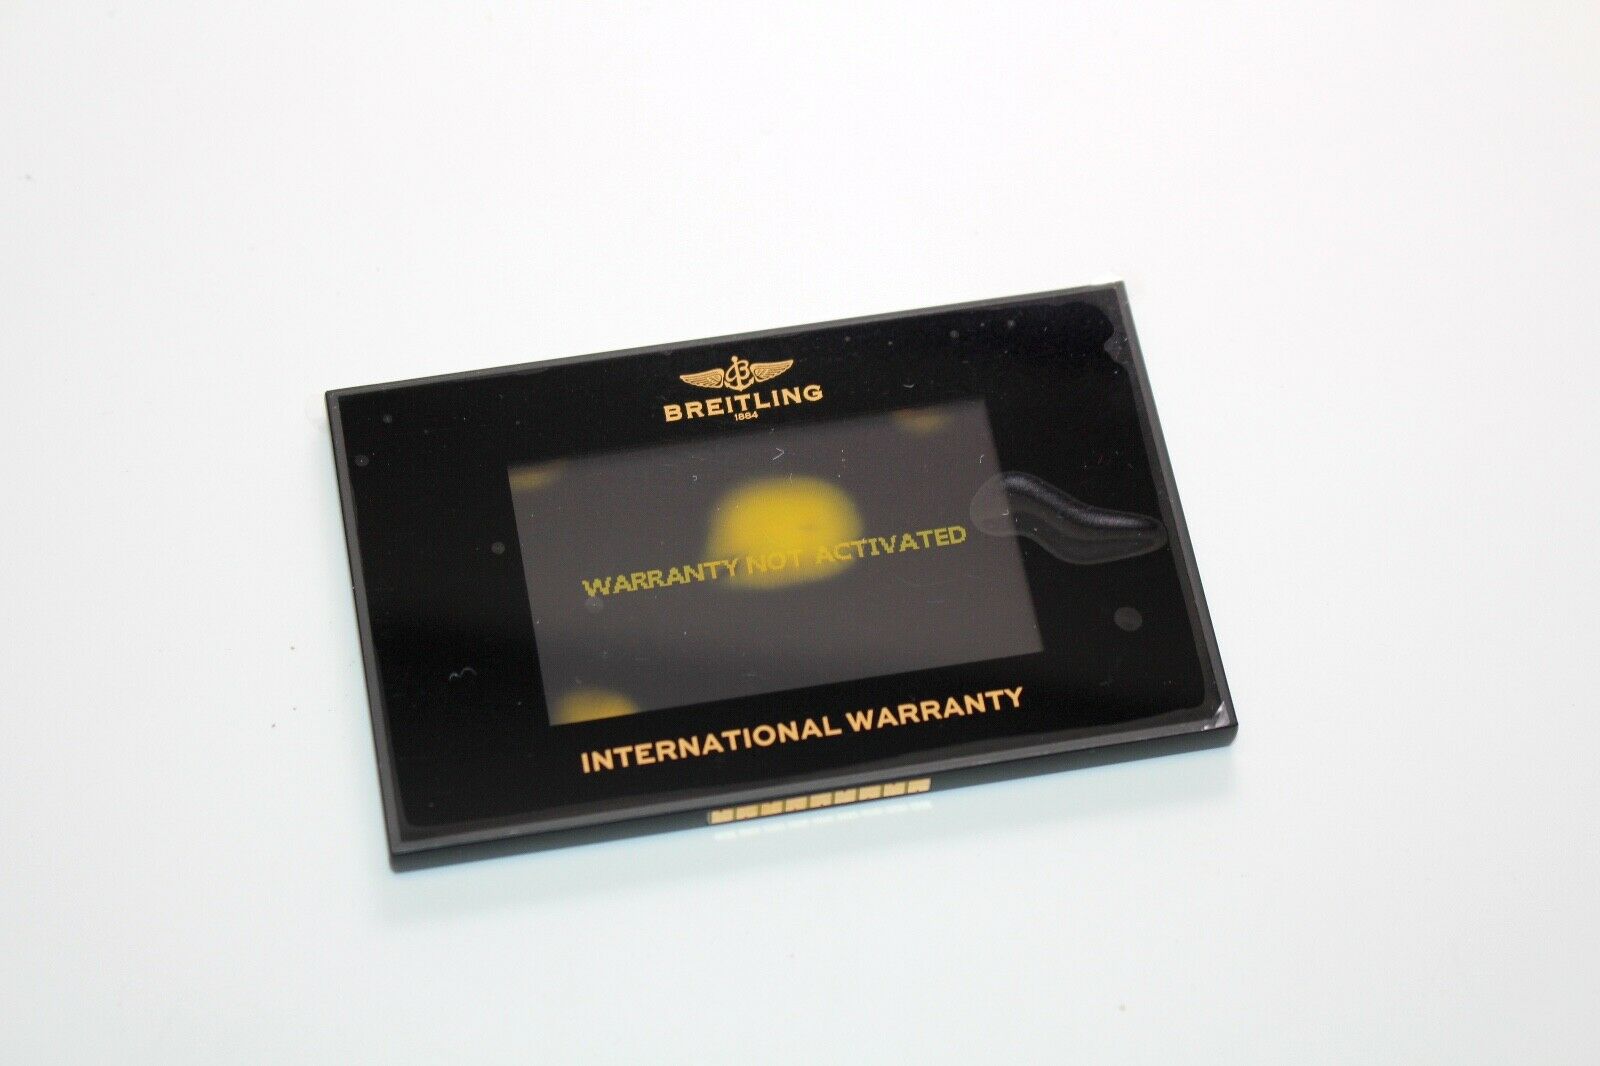 BREITLING
1884
WARRANTY NOT ACTIVATED
INTERNATIONAL WARRANTY